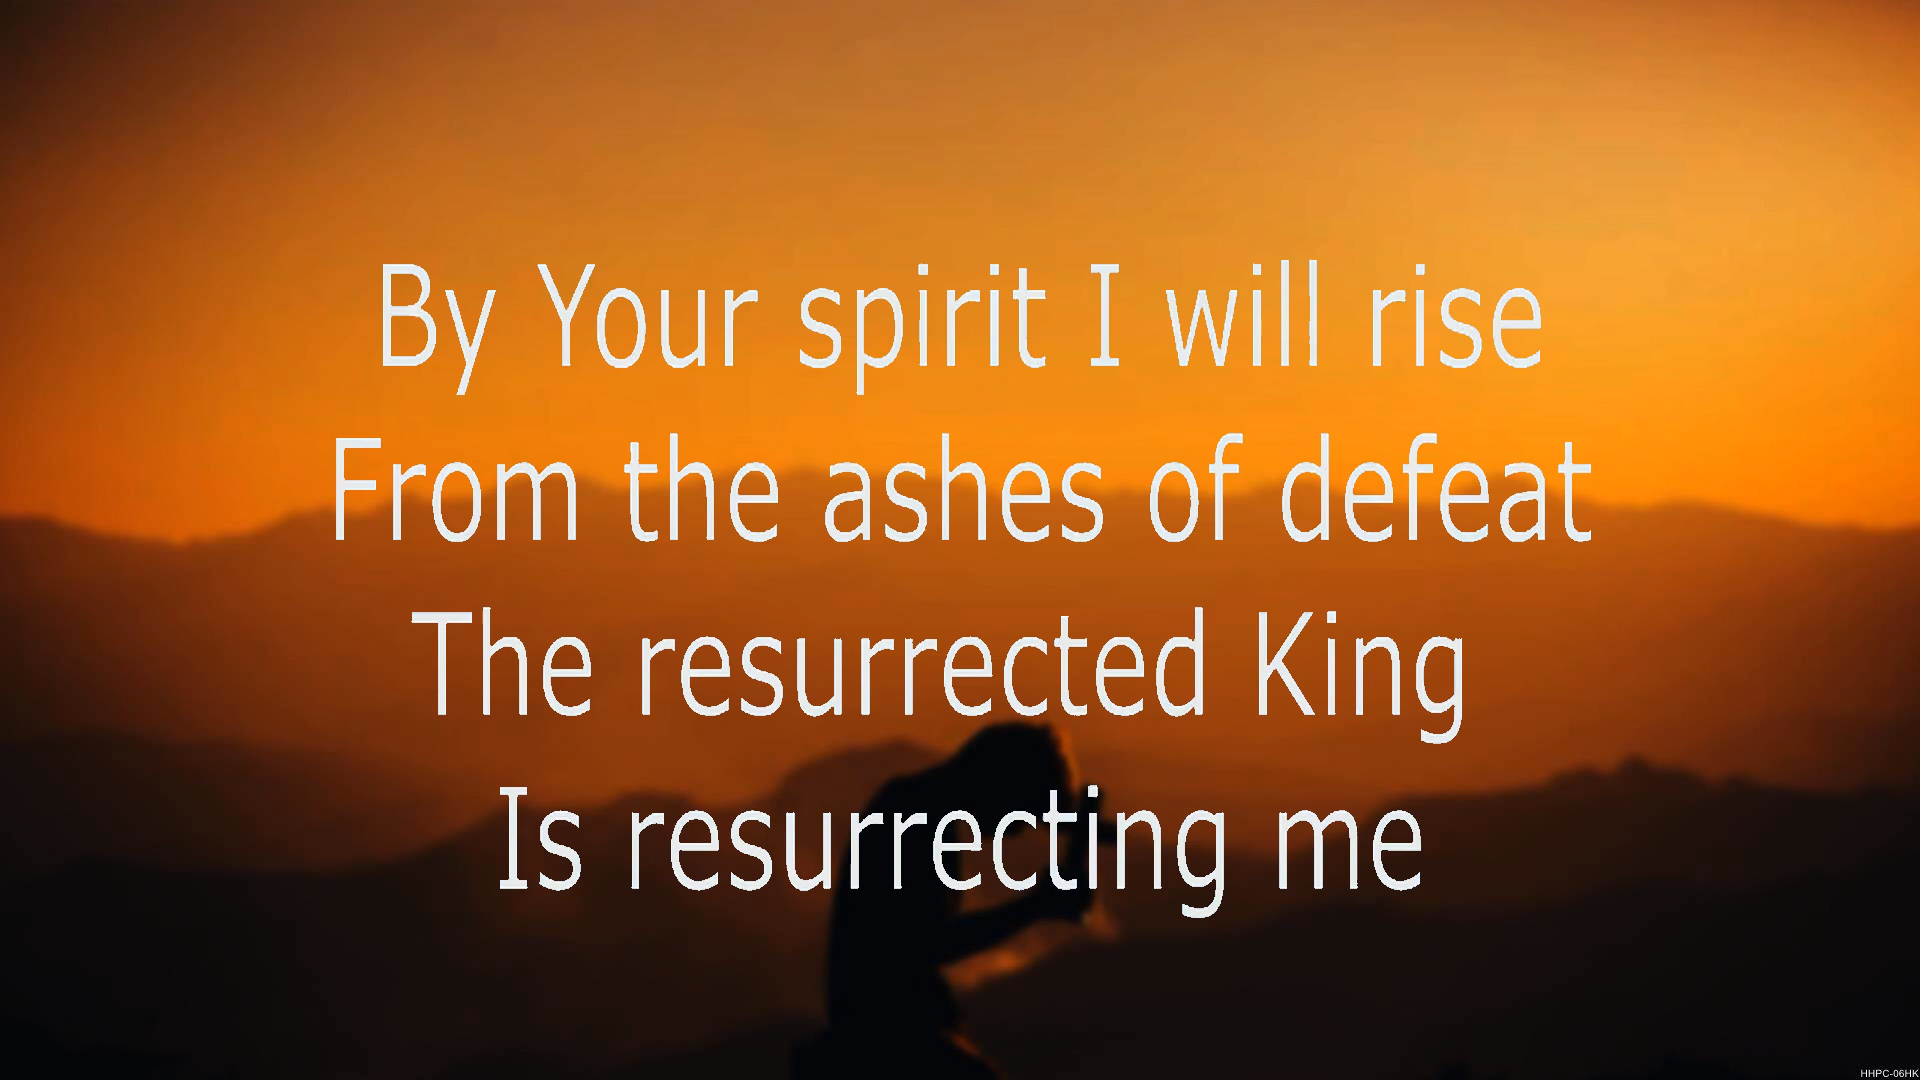 By Your spirit I will rise
From the ashes of defeat
The resurrected King
Is resurrecting me
HHPC-06HK